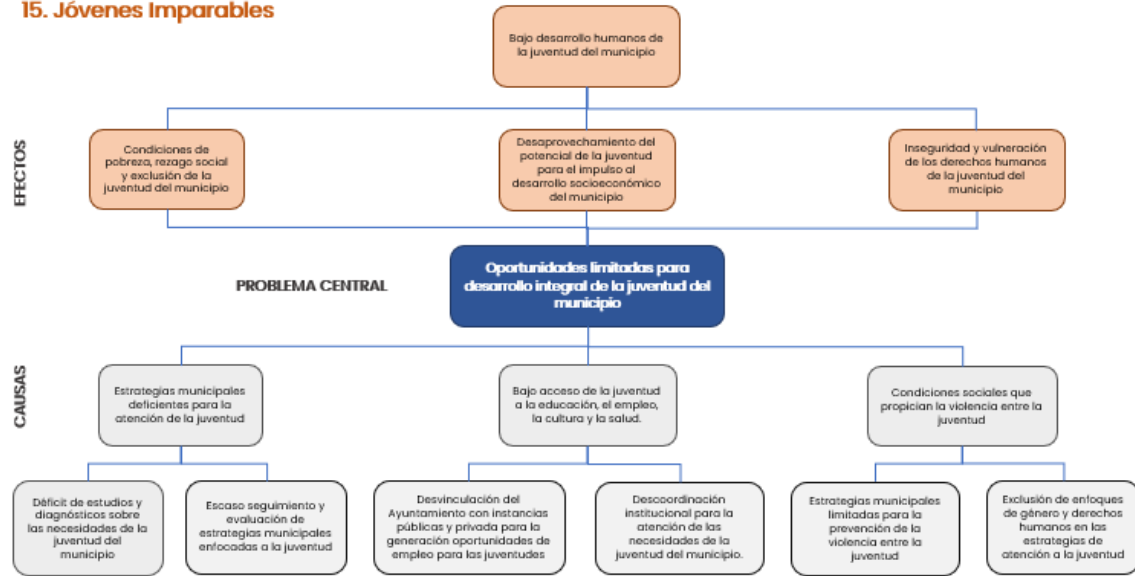 15. Jóvenes Imparables
Bajo desarrollo humanos de
la juventud del municipio
EFECTOS
Condiciones de
pobreza, rezago social
y exclusión de la
juventud del municipio
Desaprovechamiento del
potencial de la juventud
para el impulso al
desarrollo socioeconómico
del municipio
Inseguridad y vulneración
de los derechos humanos
de la juventud del
municipio
PROBLEMA CENTRAL
Oportunidades limitadas para
desarrollo integral de la juventud del
municipio
CAUSAS
Estrategias municipales
deficientes para la
atención de la juventud
Bajo acceso de la juventud
a la educación, el empleo,
la cultura y la salud.
Condiciones sociales que
propician la violencia entre la
juventud
Déficit de estudios y
diagnósticos sobre
las necesidades de la
juventud del
municipio
Escaso seguimiento y
evaluación de
estrategias municipales
enfocadas a la juventud
Desvinculación del
Ayuntamiento con instancias
públicas y privada para la
generación oportunidades de
empleo para las juventudes
Descoordinación
institucional para la
atención de las
necesidades de la
juventud del municipio.
Estrategias municipales
limitadas para la
prevención de la
violencia entre la
juventud
Exclusión de enfoques
de género y derechos
humanos en las
estrategias de
atención a la juventud